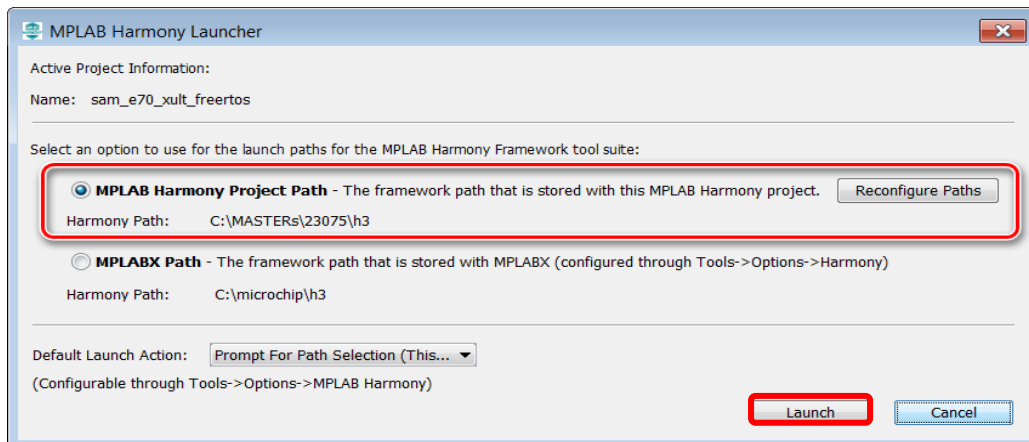 MPLAB Harmony Launcher
Active Project Information:
Name: sam_e70_xult_freertos
Select an option to use for the launch paths for the MPLAB Harmony Framework tool suite:
MPLAB Harmony Project Path - The framework path that is stored with this MPLAB Harmony project. Reconfigure Paths
Harmony Path: C:\MASTERs\23075\h3
MPLABX Path - The framework path that is stored with MPLABX (configured through Tools->Options->Harmony)
Harmony Path: C:\microchip\h3
Default Launch Action: Prompt For Path Selection (This...
(Configurable through Tools->Options->MPLAB Harmony)
Launch Cancel